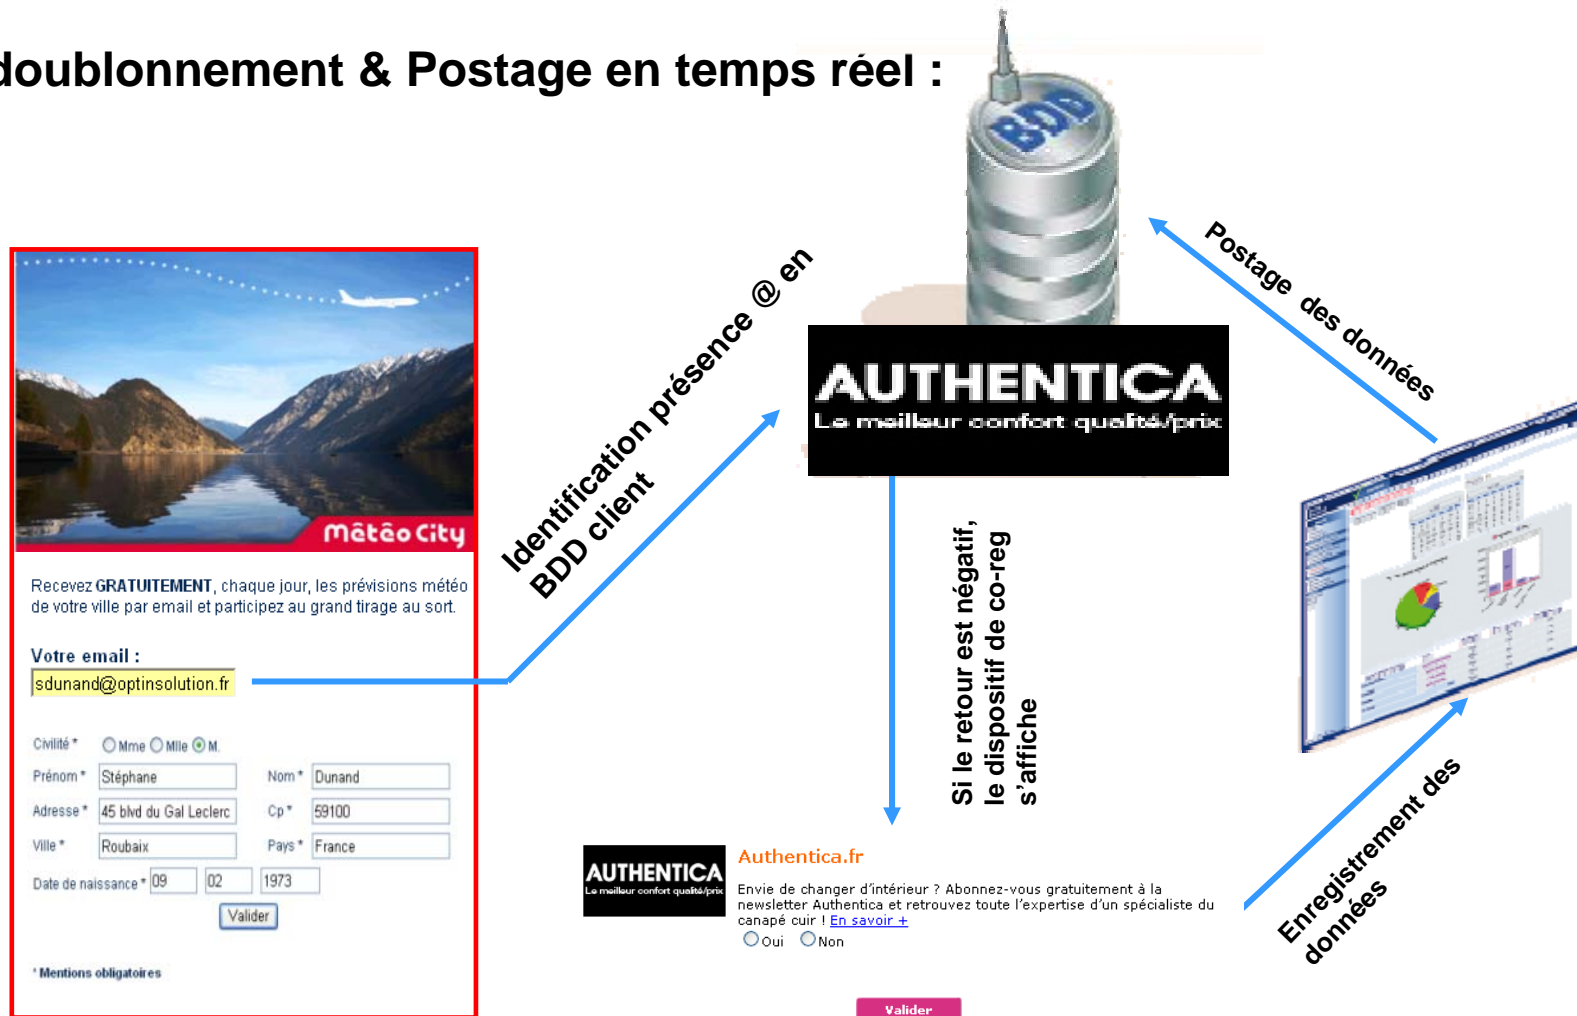 doublonnement & Postage en temps réel :
BDD
Postage des données
Identification présence @ en
BDD client
AUTHENTICA
Le meilleur confort qualité/prix
Mētēo City
Recevez GRATUITEMENT, chaque jour, les prévisions météo
de votre ville par email et participez au grand tirage au sort.
Votre email :
sdunand@optinsolution.fr
Civilité * Mme Mlle M.
Prénom * Stéphane Nom * Dunand
Adresse * 45 blvd du Gal Leclerc Cp * 59100
Ville * Roubaix Pays * France
Date de naissance * 09 02 1973
Valider
* Mentions obligatoires
Si le retour est négatif,
le dispositif de co-reg
s'affiche
AUTHENTICA
Le meilleur confort qualité/prix
Authentica.fr
Envie de changer d'intérieur ? Abonnez-vous gratuitement à la
newsletter Authentica et retrouvez toute l'expertise d'un spécialiste du
canapé cuir ! En savoir +
Oui Non
Valider
Enregistrement des
données